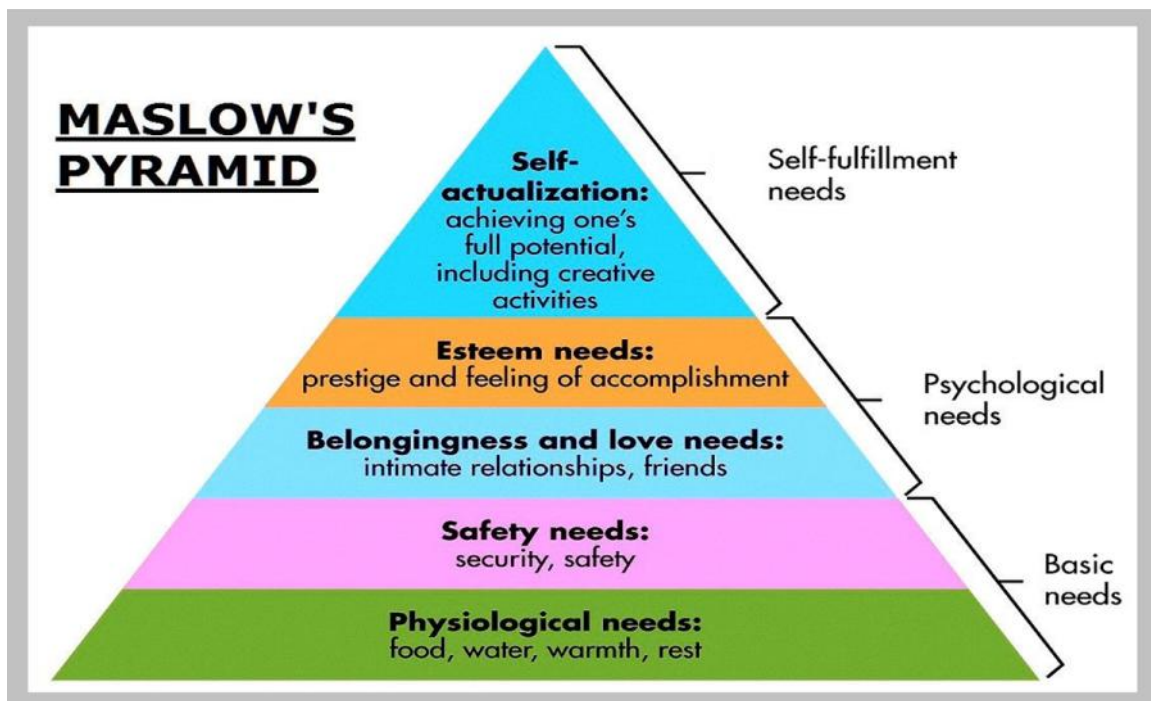 MASLOW'S
PYRAMID
Self-
actualization:
achieving one's
full potential,
including creative
activities
Self-fulfillment
needs
Esteem needs:
prestige and feeling of accomplishment
Psychological
needs
Belongingness and love needs:
intimate relationships, friends
Safety needs:
security, safety
Basic
needs
Physiological needs:
food, water, warmth, rest